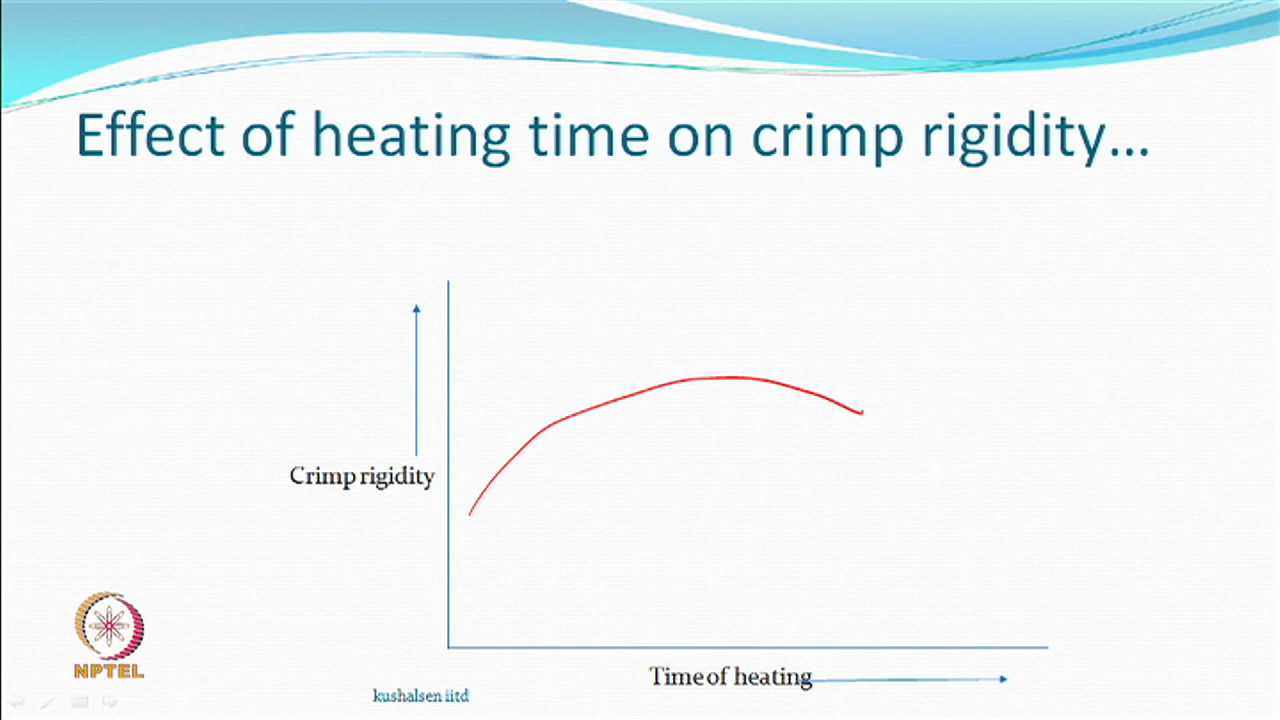 Effect of heating time on crimp rigidity...
Crimp rigidity
Time of heating
NPTEL
kushalsen iitd